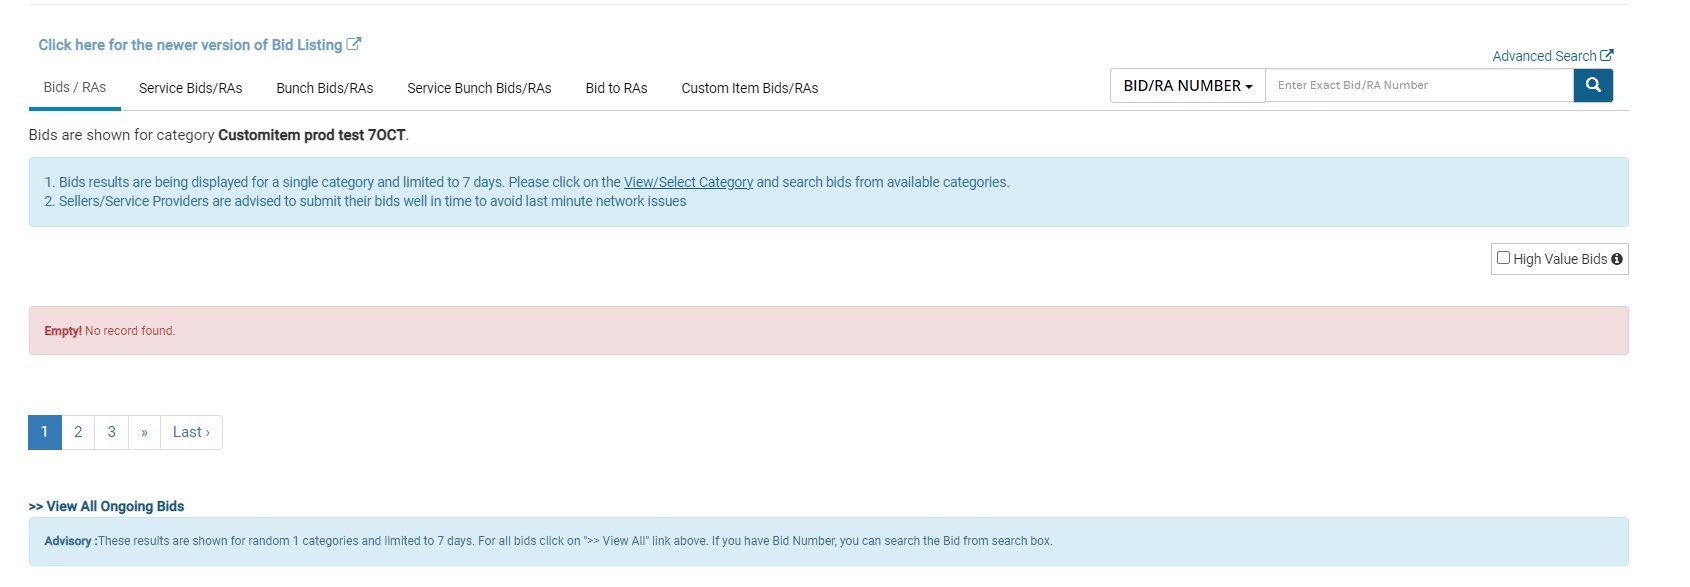 Click here for the newer version of Bid Listing
Advanced Search
Bids / RAs Service Bids/RAs Bunch Bids/RAs Service Bunch Bids/RAs Bid to RAs Custom Item Bids/RAs BID/RA NUMBER Enter Exact Bid/RA Number
Bids are shown for category Customitem prod test 7OCT.
1. Bids results are being displayed for a single category and limited to 7 days. Please click on the View/Select Category and search bids from available categories.
2. Sellers/Service Providers are advised to submit their bids well in time to avoid last minute network issues
High Value Bids
Empty! No record found.
1 2 3 » Last ›
>> View All Ongoing Bids
Advisory :These results are shown for random 1 categories and limited to 7 days. For all bids click on ">> View All" link above. If you have Bid Number, you can search the Bid from search box.